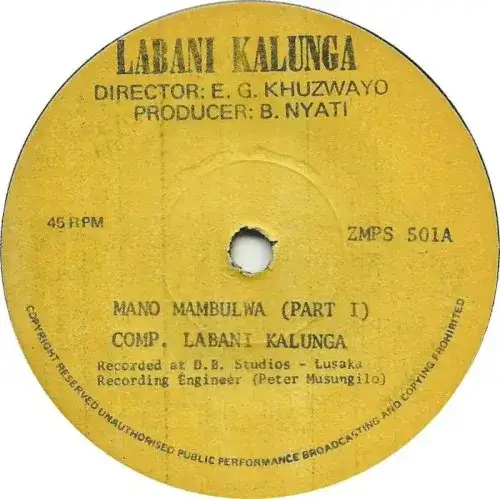 LABANI KALUNGA
DIRECTOR: E. G. KHUZWAYO
PRODUCER: B. NYATI
45 RPM
ZMPS 501A
MANO MAMBULWA (PART I)
COMP. LABANI KALUNGA
Recorded at D.B. Studios - Lusaka
Recording Engineer (Peter Musungilo)
COPYRIGHT RESERVED UNAUTHORISED PUBLIC PERFORMANCE BROADCASTING AND COPYING PROHIBITED